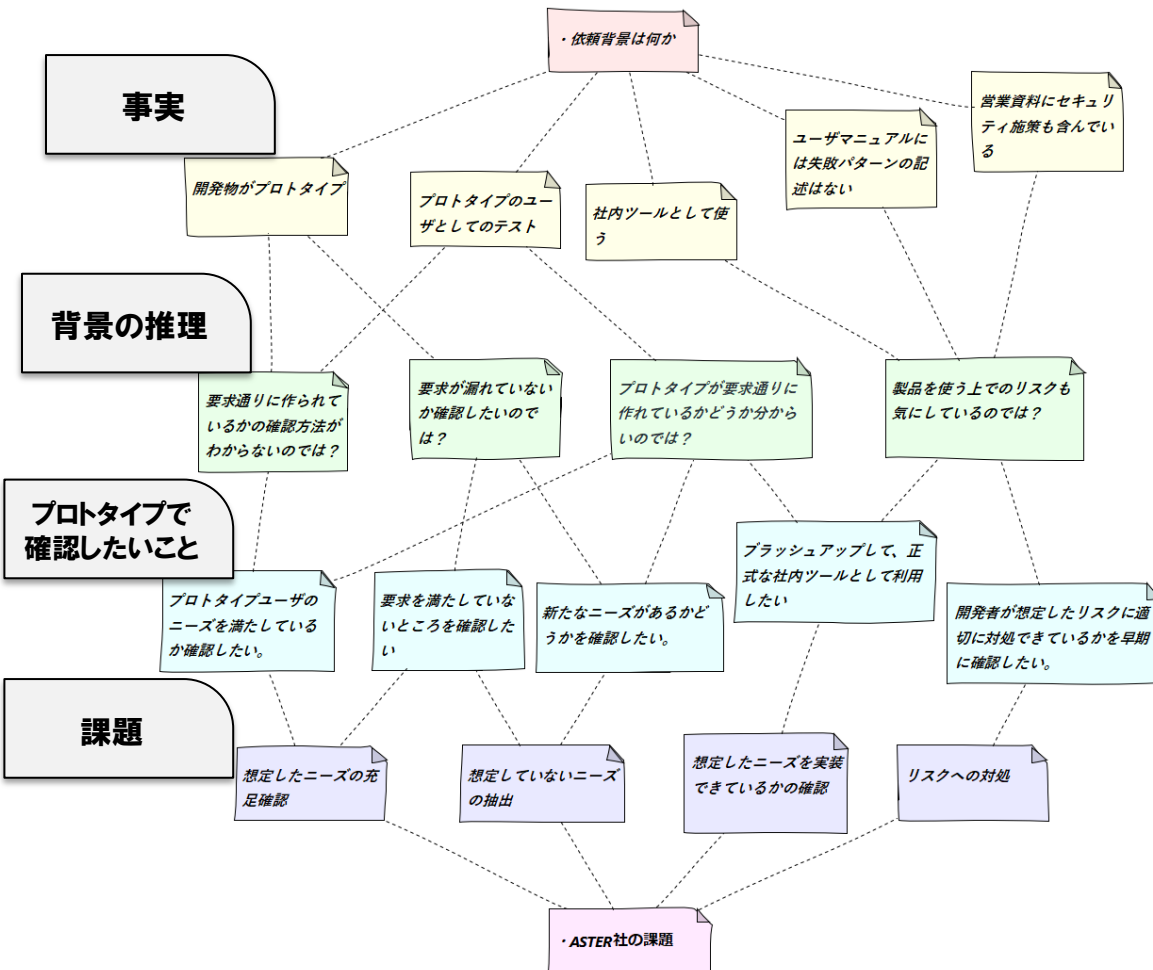 ・依頼背景は何か
事実
営業資料にセキュリ
ティ施策も含んでい
る
ユーザマニュアルに
は失敗パターンの記
述はない
開発物がプロトタイプ
プロトタイプのユー
ザとしてのテスト
社内ツールとして使
う
背景の推理
要求通りに作られて
いるかの確認方法が
わからないのでは？
要求が漏れていない
か確認したいので
は？
プロトタイプが要求通りに
作れているかどうか分から
いのでは？
製品を使う上でのリスクも
気にしているのでは？
プロトタイプで
確認したいこと
プロトタイプユーザの
ニーズを満たしている
か確認したい。
要求を満たしていな
いところを確認した
い
新たなニーズがあるかど
うかを確認したい。
ブラッシュアップして、正
式な社内ツールとして利用
したい
開発者が想定したリスクに適
切に対処できているかを早期
に確認したい。
課題
想定したニーズの充
足確認
想定していないニーズ
の抽出
想定したニーズを実装
できているかの確認
リスクへの対処
・ASTER社の課題